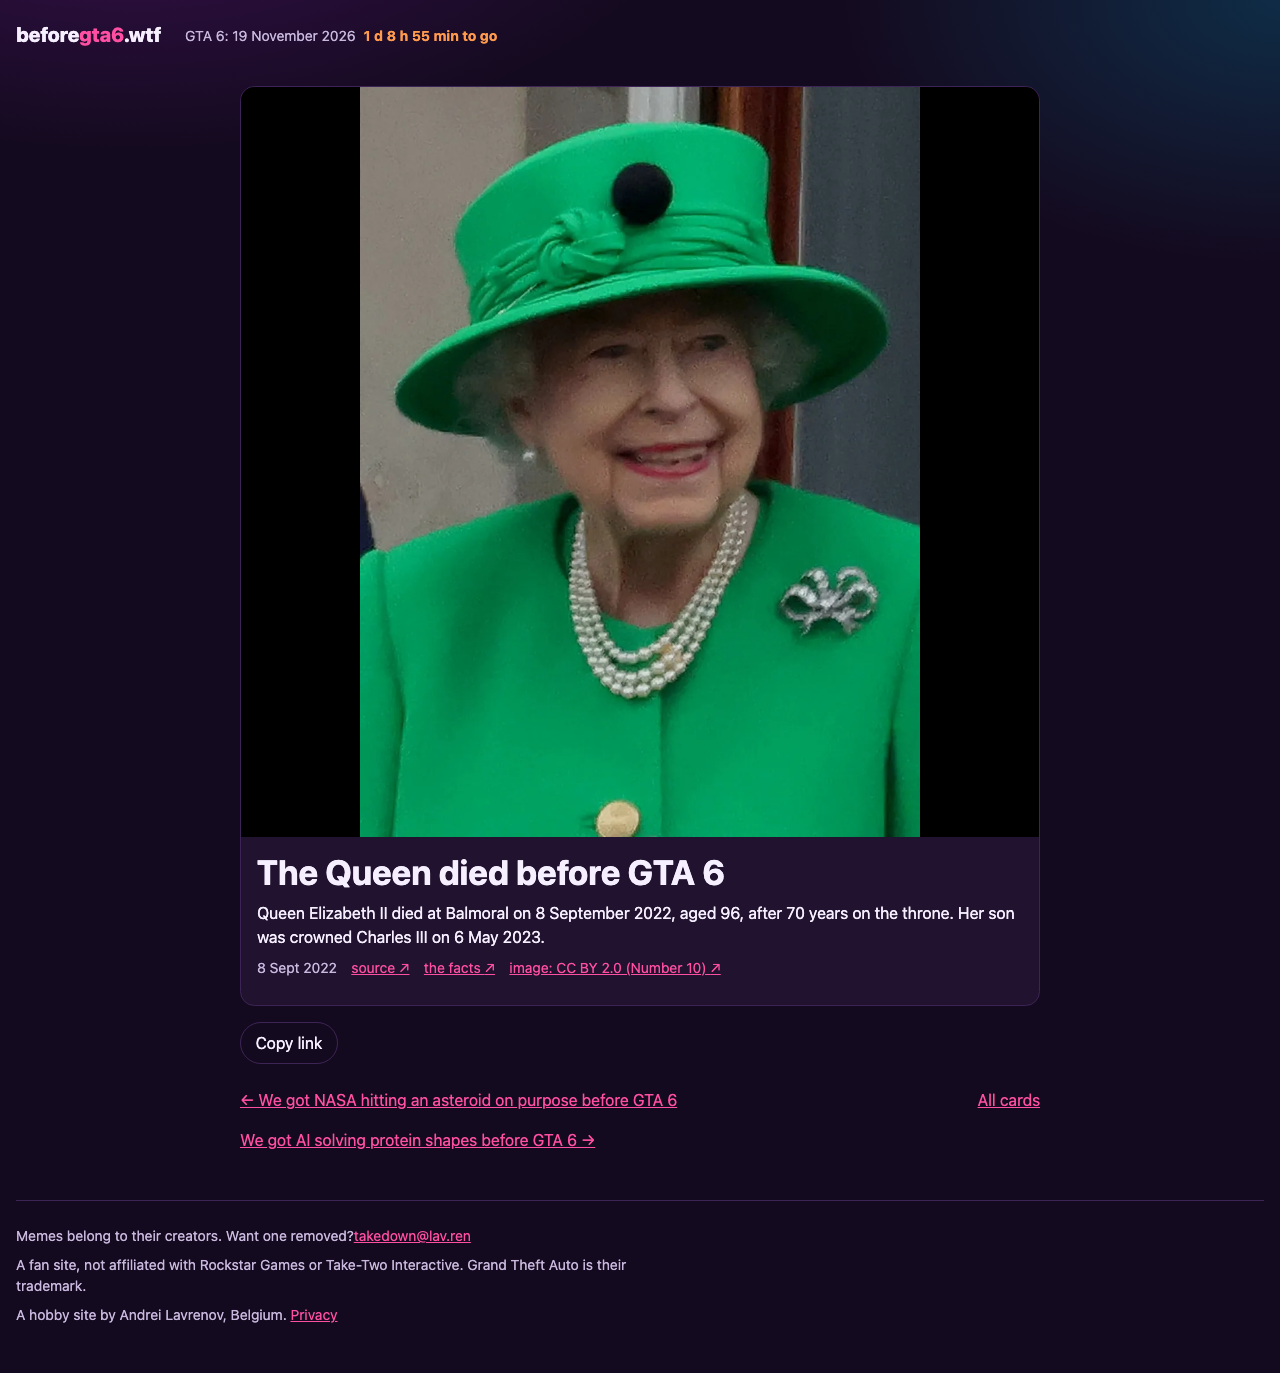 beforegta6.wtf
GTA 6: 19 November 2026 1 d 8 h 55 min to go
The Queen died before GTA 6
Queen Elizabeth II died at Balmoral on 8 September 2022, aged 96, after 70 years on the throne. Her son
was crowned Charles III on 6 May 2023.
8 Sept 2022 source ↗ the facts ↗ image: CC BY 2.0 (Number 10) ↗
Copy link
← We got NASA hitting an asteroid on purpose before GTA 6
All cards
We got AI solving protein shapes before GTA 6 →
Memes belong to their creators. Want one removed?takedown@lav.ren
A fan site, not affiliated with Rockstar Games or Take-Two Interactive. Grand Theft Auto is their
trademark.
A hobby site by Andrei Lavrenov, Belgium. Privacy